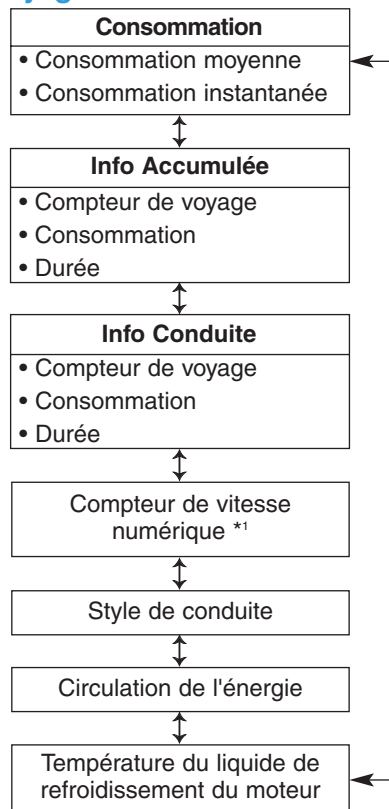 Consommation
• Consommation moyenne
• Consommation instantanée
Info Accumulée
• Compteur de voyage
• Consommation
• Durée
Info Conduite
• Compteur de voyage
• Consommation
• Durée
Compteur de vitesse
numérique *1
Style de conduite
Circulation de l'énergie
Température du liquide de
refroidissement du moteur